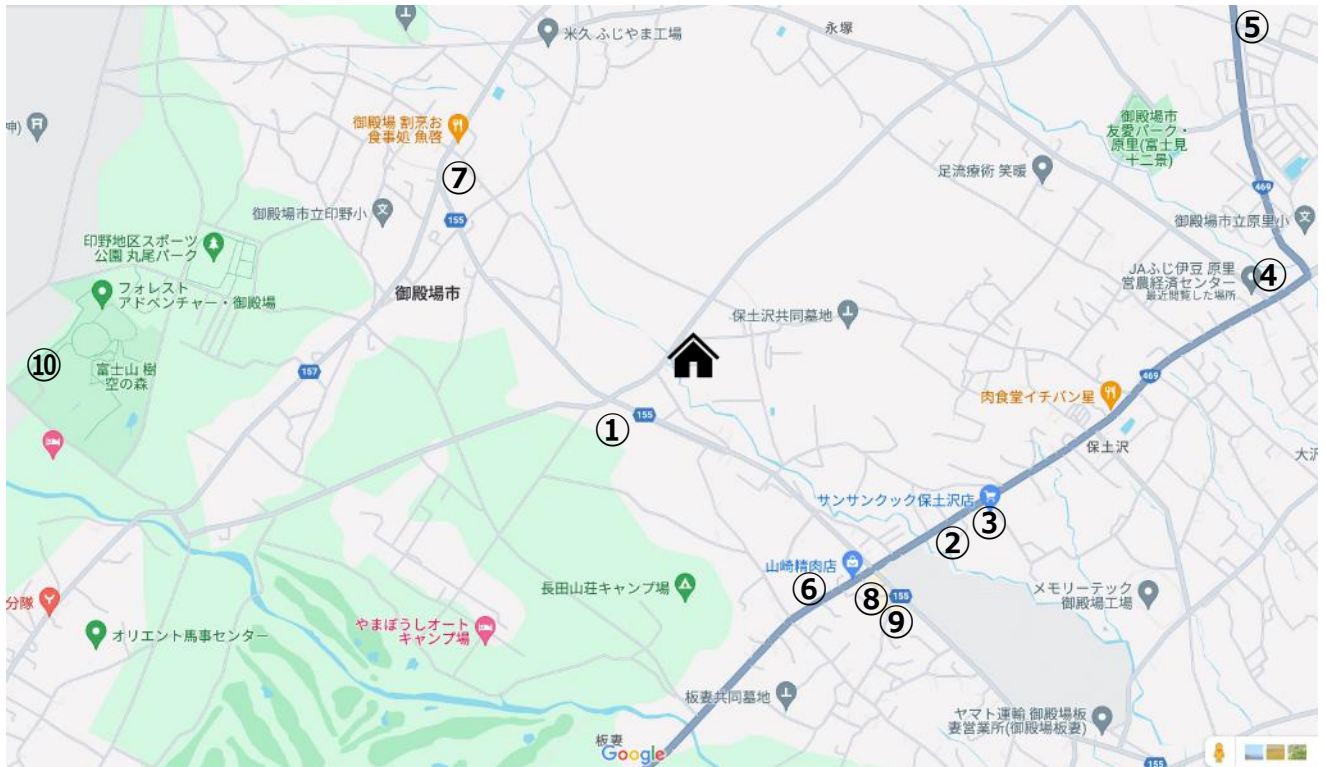 米久 ふじやま工場
永塚
⑤
神)
御殿場 割烹お
食事処 魚啓
御殿場市
友愛パーク・
原里(富士見
十二景)
⑦
足流療術 笑暖
469
御殿場市立印野小
155
御殿場市立原里小
印野地区スポーツ
公園 丸尾パーク
JAふじ伊豆 原里
営農経済センター
最近閲覧した場所
④
フォレスト
アドベンチャー・御殿場
御殿場市
保土沢共同墓地
⑩
富士山 樹
空の森
157
469
肉食堂イチバン星
①
155
保土沢
大沢
サンサンクック保土沢店
③
②
山崎精肉店
⑥
⑧
155
⑨
長田山荘キャンプ場
メモリーテック
御殿場工場
分隊
オリエント馬事センター
やまぼうしオート
キャンプ場
板妻共同墓地
ヤマト運輸 御殿場板
妻営業所(御殿場板妻)
板妻
Google
155